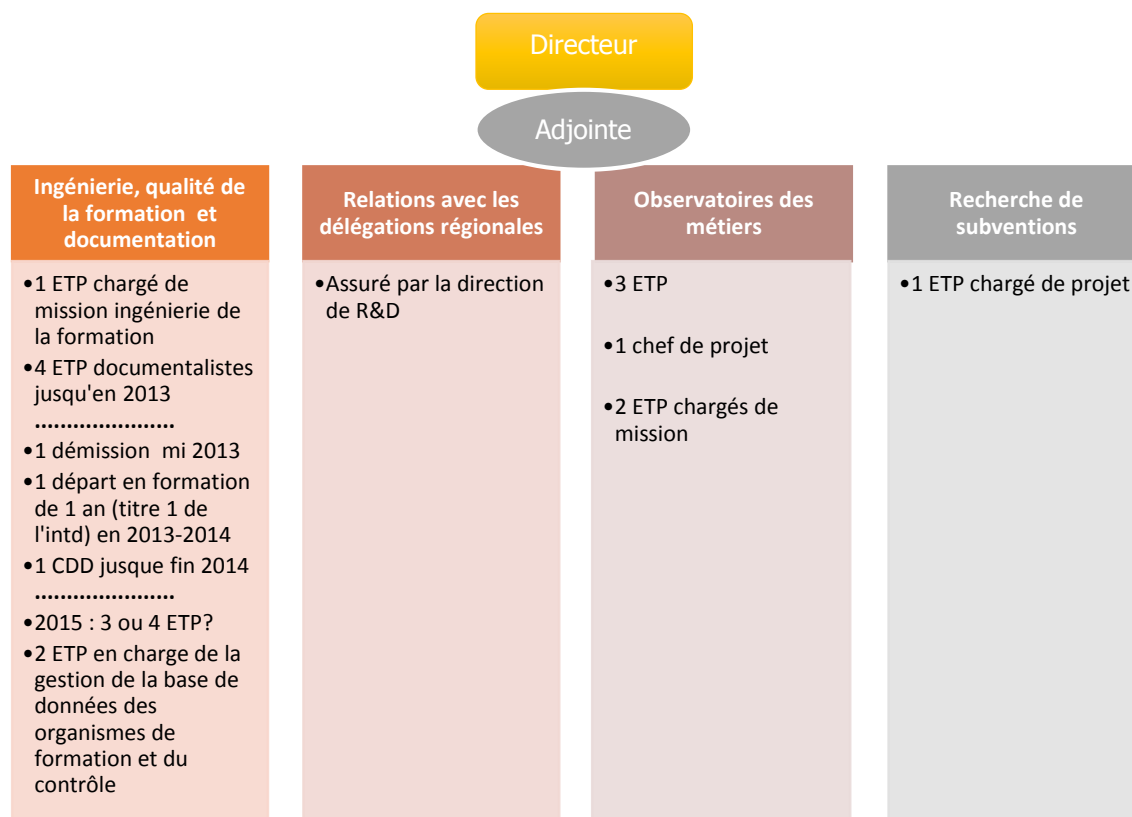 Directeur
Adjointe
Ingénierie, qualité de
la formation et
documentation
•1 ETP chargé de
mission ingénierie de
la formation
•4 ETP documentalistes
jusqu'en 2013
......................
•1 démission mi 2013
•1 départ en formation
de 1 an (titre 1 de
l'intd) en 2013-2014
•1 CDD jusque fin 2014
......................
•2015 : 3 ou 4 ETP?
•2 ETP en charge de la
gestion de la base de
données des
organismes de
formation et du
contrôle
Relations avec les
délégations régionales
•Assuré par la direction
de R&D
Observatoires des
métiers
•3 ETP
•1 chef de projet
•2 ETP chargés de
mission
Recherche de
subventions
•1 ETP chargé de projet